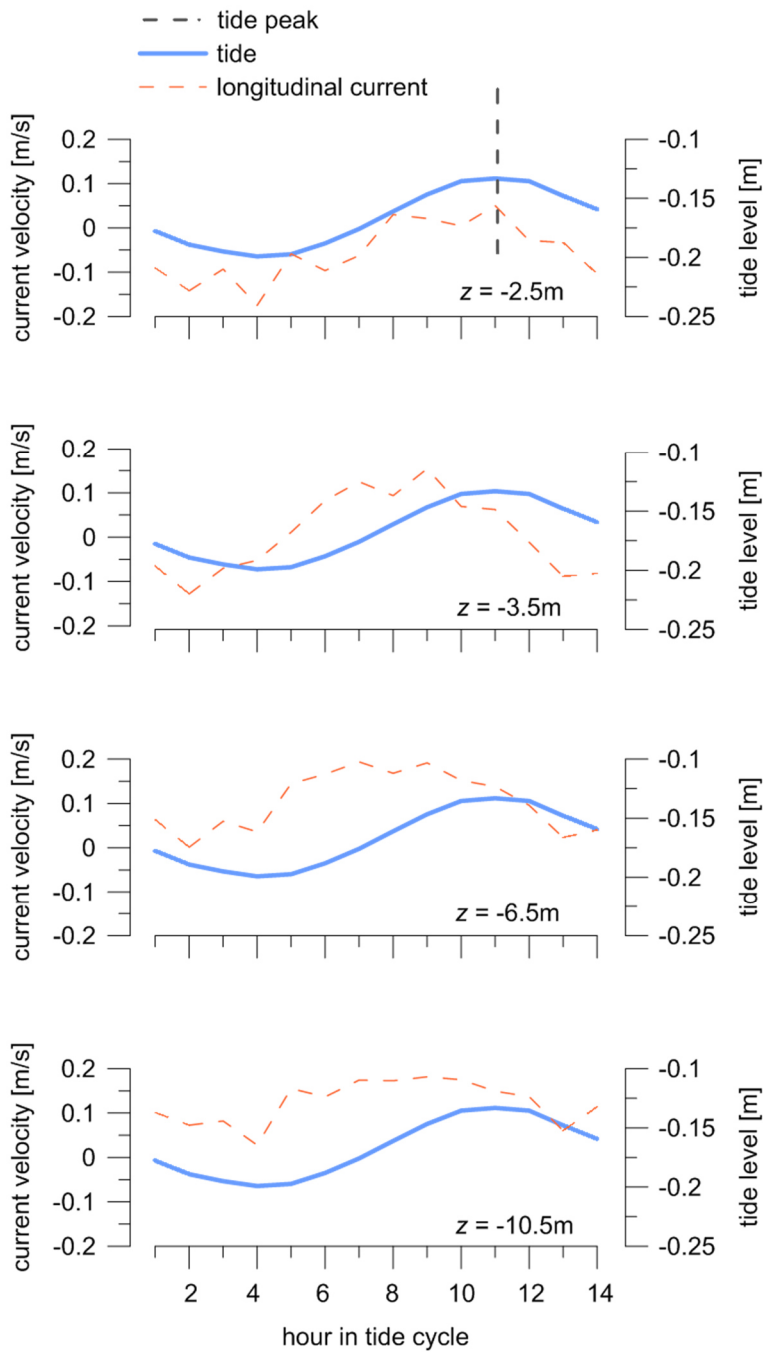 tide peak
tide
longitudinal current
current velocity [m/s]
0.2
0.1
0
-0.1
-0.2
-0.1
-0.15
-0.2
-0.25
tide level [m]
z = -2.5m
current velocity [m/s]
0.2
0.1
0
-0.1
-0.2
-0.1
-0.15
-0.2
-0.25
tide level [m]
z = -3.5m
current velocity [m/s]
0.2
0.1
0
-0.1
-0.2
-0.1
-0.15
-0.2
-0.25
tide level [m]
z = -6.5m
current velocity [m/s]
0.2
0.1
0
-0.1
-0.2
-0.1
-0.15
-0.2
-0.25
tide level [m]
z = -10.5m
2 4 6 8 10 12 14
hour in tide cycle